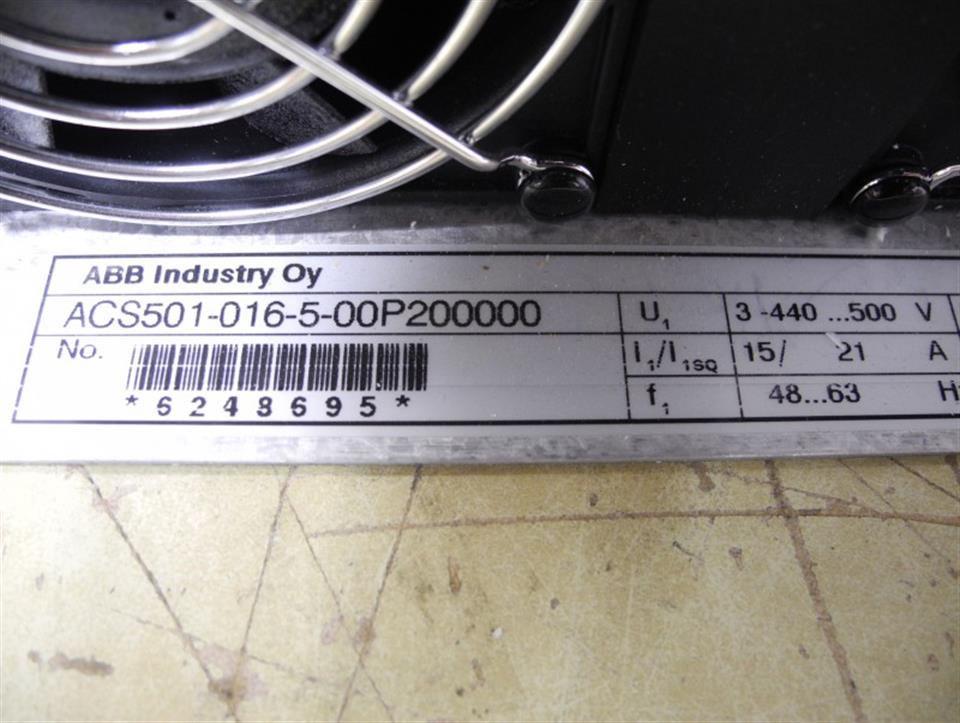 ABB Industry Oy
ACS501-016-5-00P200000
No.
*6248695*
U1 3 -440 ...500 V
I1/I1SQ 15/ 21 A
f1 48...63